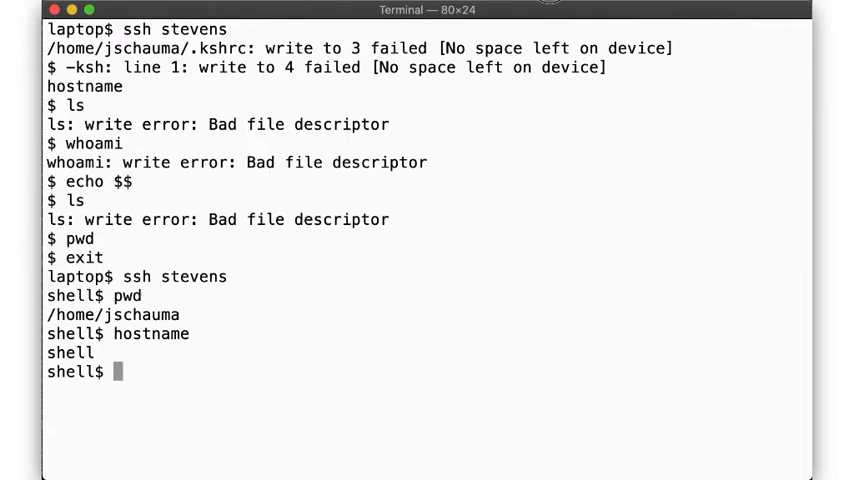 Terminal — 80×24
laptop$ ssh stevens
/home/jschauma/.kshrc: write to 3 failed [No space left on device]
$ -ksh: line 1: write to 4 failed [No space left on device]
hostname
$ ls
ls: write error: Bad file descriptor
$ whoami
whoami: write error: Bad file descriptor
$ echo $$
$ ls
ls: write error: Bad file descriptor
$ pwd
$ exit
laptop$ ssh stevens
shell$ pwd
/home/jschauma
shell$ hostname
shell
shell$